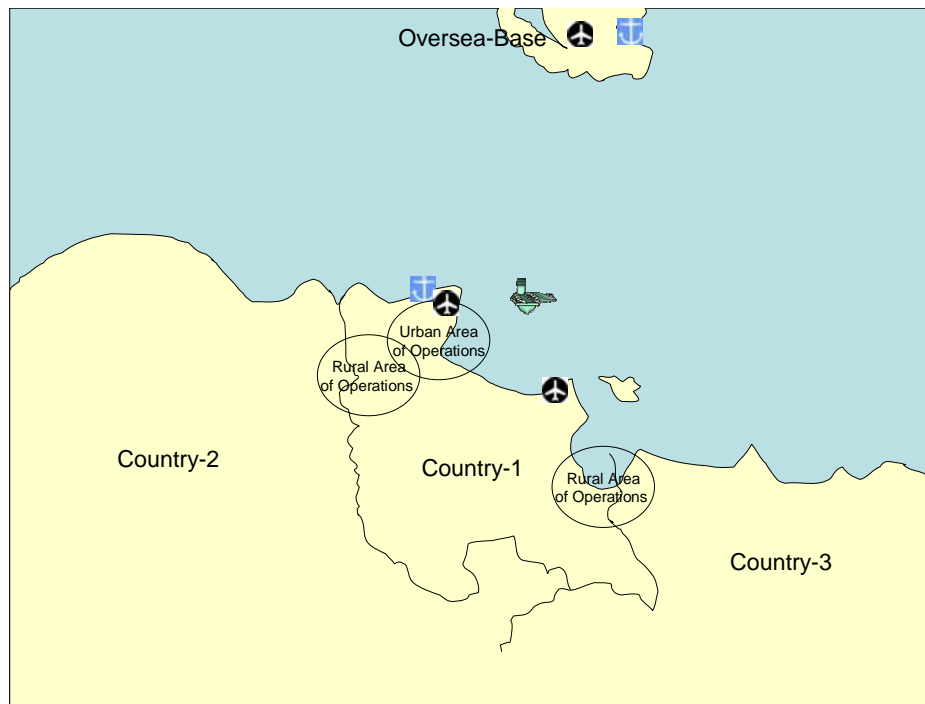 Oversea-Base
Urban Area
of Operations
Rural Area
of Operations
Country-2
Country-1
Rural Area
of Operations
Country-3